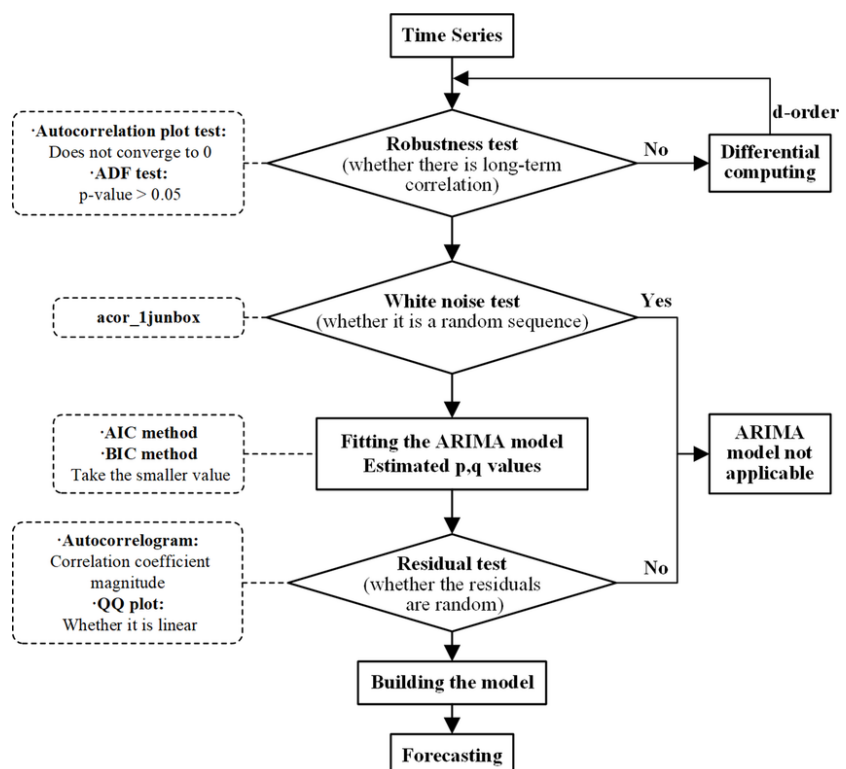 Time Series
d-order
·Autocorrelation plot test:
Does not converge to 0
·ADF test:
p-value > 0.05
Robustness test
(whether there is long-term
correlation)
No
Differential
computing
acor_1junbox
White noise test
(whether it is a random sequence)
Yes
·AIC method
·BIC method
Take the smaller value
Fitting the ARIMA model
Estimated p,q values
ARIMA
model not
applicable
·Autocorrelogram:
Correlation coefficient
magnitude
·QQ plot:
Whether it is linear
Residual test
(whether the residuals
are random)
No
Building the model
Forecasting